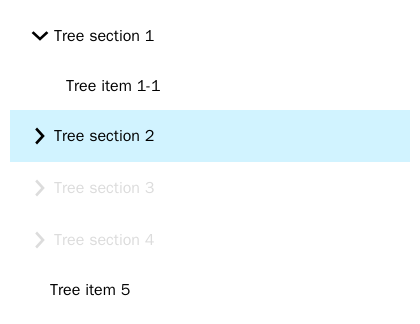 Tree section 1
Tree item 1-1
Tree section 2
Tree section 3
Tree section 4
Tree item 5